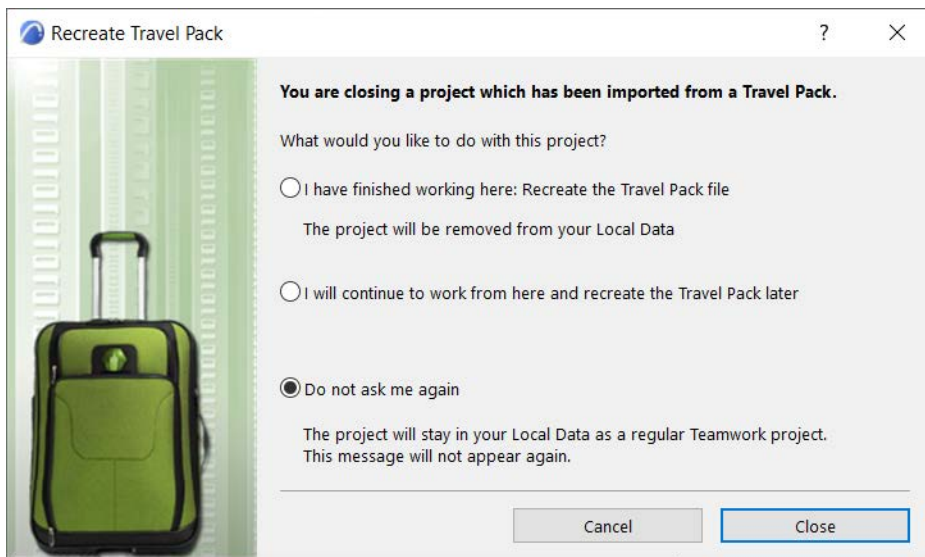 Recreate Travel Pack
?
You are closing a project which has been imported from a Travel Pack.
What would you like to do with this project?
I have finished working here: Recreate the Travel Pack file
The project will be removed from your Local Data
I will continue to work from here and recreate the Travel Pack later
Do not ask me again
The project will stay in your Local Data as a regular Teamwork project.
This message will not appear again.
Cancel
Close